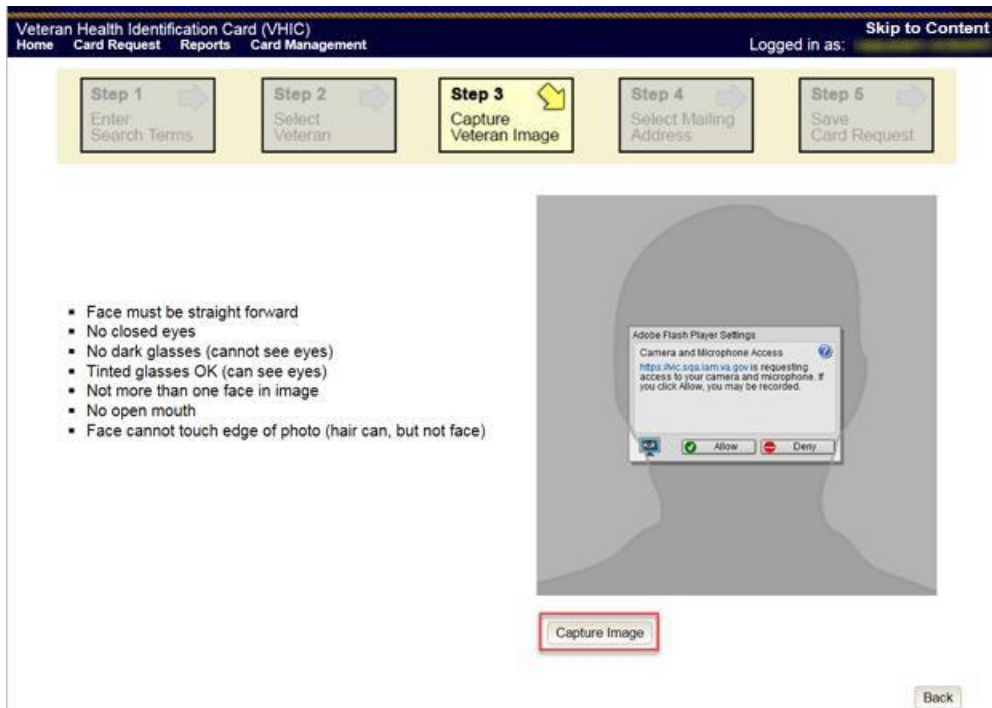 Veteran Health Identification Card (VHIC)
Skip to Content
Home Card Request Reports Card Management
Logged in as:
Step 1
Enter
Search Terms
Step 2
Select
Veteran
Step 3
Capture
Veteran Image
Step 4
Select Mailing
Address
Step 5
Save
Card Request
▪ Face must be straight forward
▪ No closed eyes
▪ No dark glasses (cannot see eyes)
▪ Tinted glasses OK (can see eyes)
▪ Not more than one face in image
▪ No open mouth
▪ Face cannot touch edge of photo (hair can, but not face)
Adobe Flash Player Settings
Camera and Microphone Access
https://vic.sqa.iam.va.gov is requesting
access to your camera and microphone. If
you click Allow, you may be recorded.
Allow
Deny
Capture Image
Back